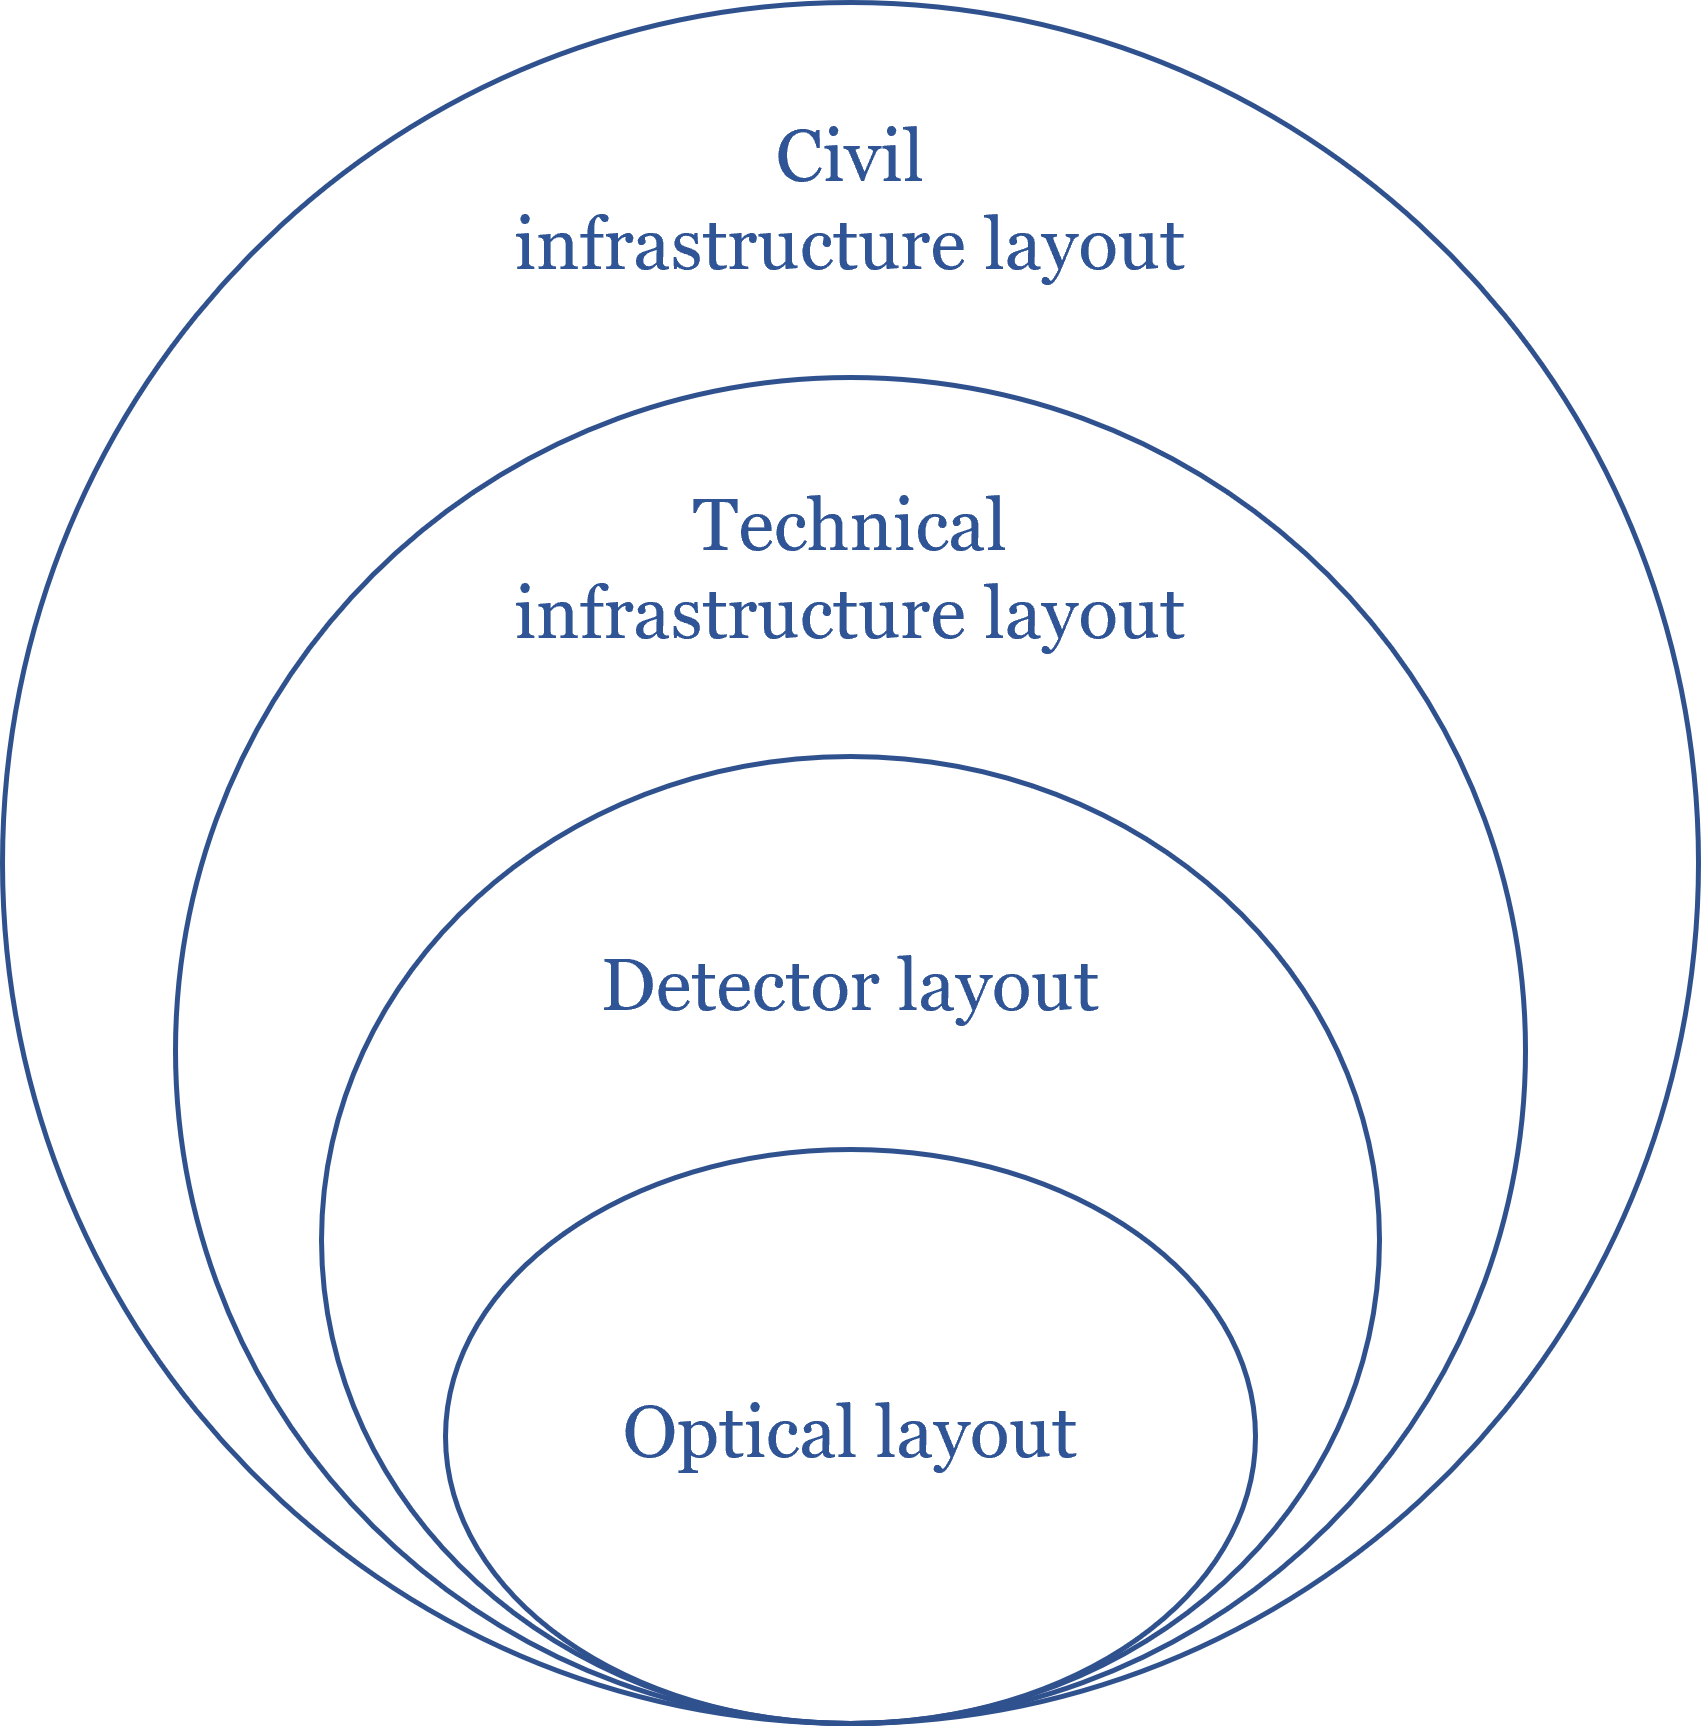 Civil
infrastructure layout
Technical
infrastructure layout
Detector layout
Optical layout